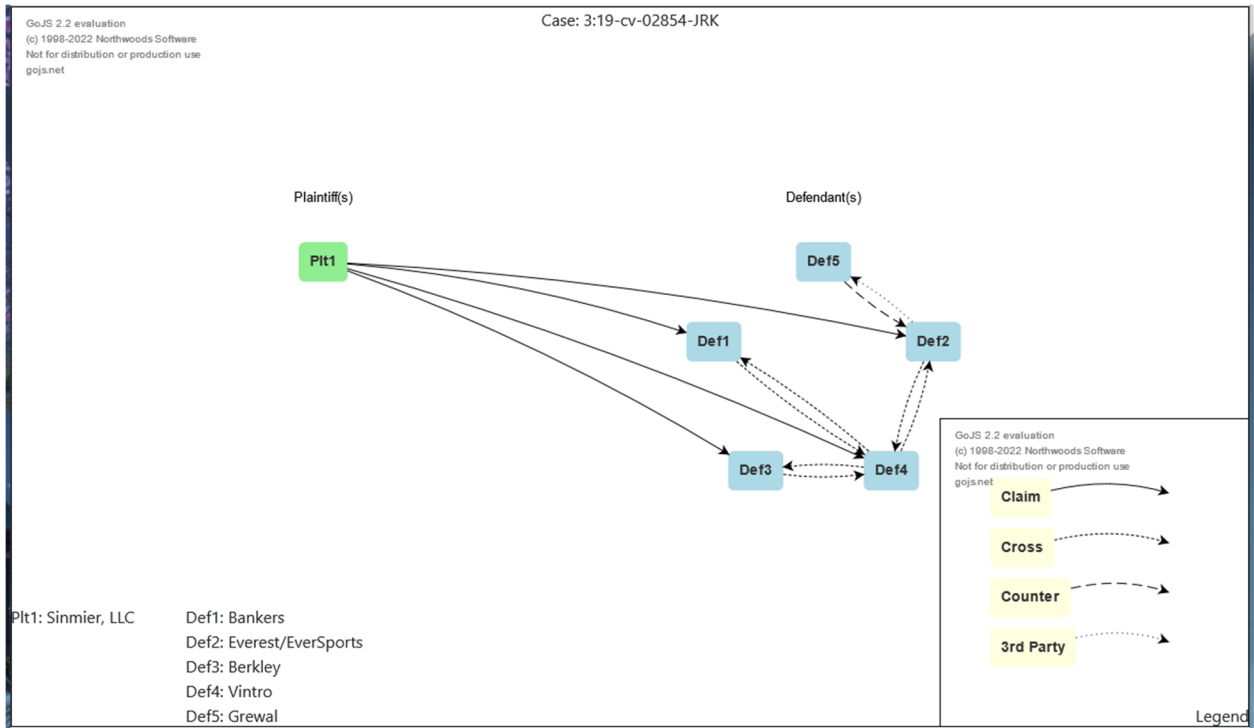 GoJS 2.2 evaluation
(c) 1998-2022 Northwoods Software
Not for distribution or production use
gojs.net
Case: 3:19-cv-02854-JRK
Plaintiff(s)
Defendant(s)
Plt1
Def5
Def1
Def2
Def3
Def4
GoJS 2.2 evaluation
(c) 1998-2022 Northwoods Software
Not for distribution or production use
gojs.net
Claim
Cross
Counter
3rd Party
Legend
Plt1: Sinmier, LLC
Def1: Bankers
Def2: Everest/EverSports
Def3: Berkley
Def4: Vintro
Def5: Grewal